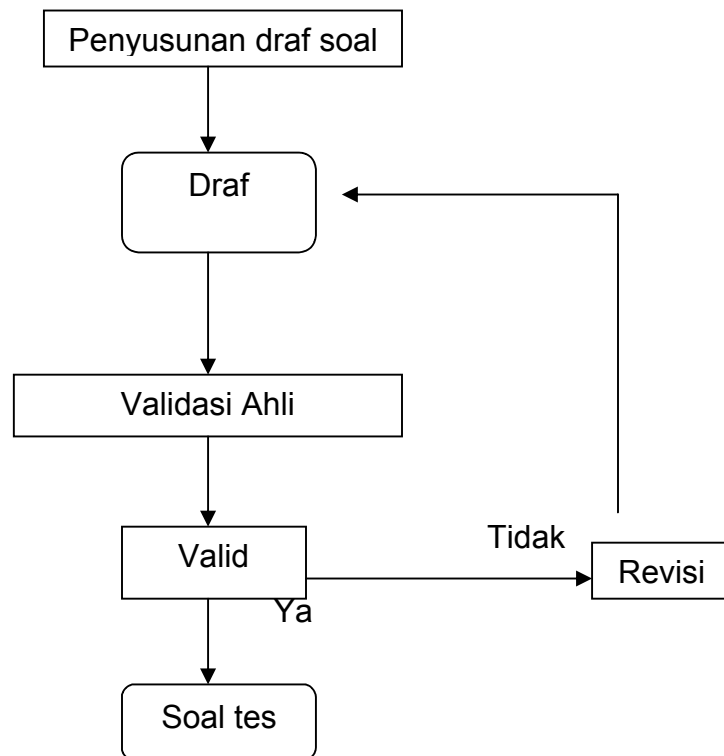 Penyusunan draf soal
Draf
Validasi Ahli
Valid
Tidak
Revisi
Ya
Soal tes